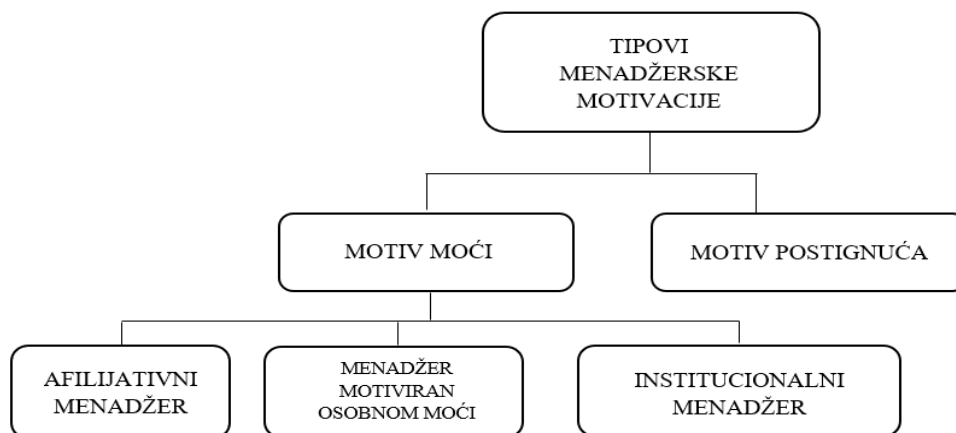 TIPOVI
MENADŽERSKE
MOTIVACIJE
MOTIV MOĆI
MOTIV POSTIGNUĆA
AFILIJATIVNI
MENADŽER
MENADŽER
MOTIVIRAN
OSOBNOM MOĆI
INSTITUCIONALNI
MENADŽER